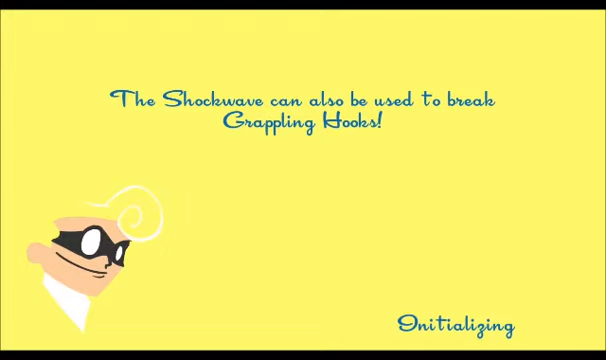 The Shockwave can also be used to break
Grappling Hooks!
Initializing